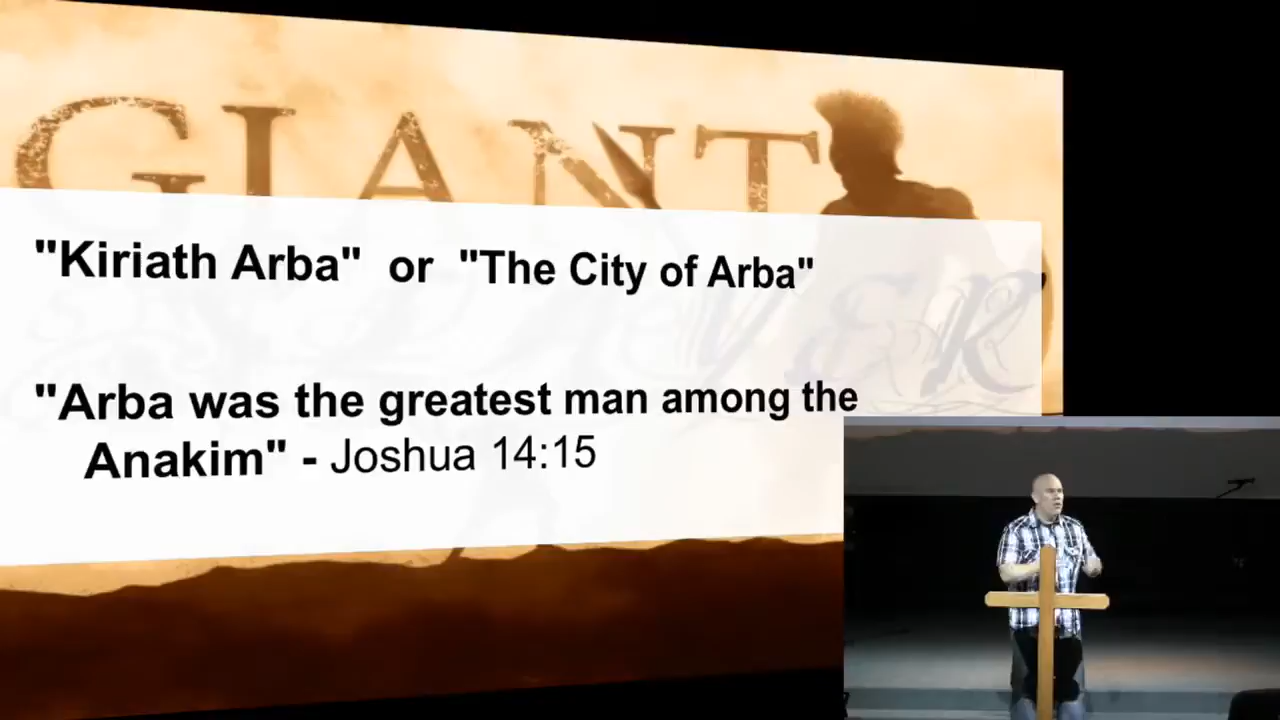 GIANT
"Kiriath Arba" or "The City of Arba"
"Arba was the greatest man among the
Anakim" - Joshua 14:15